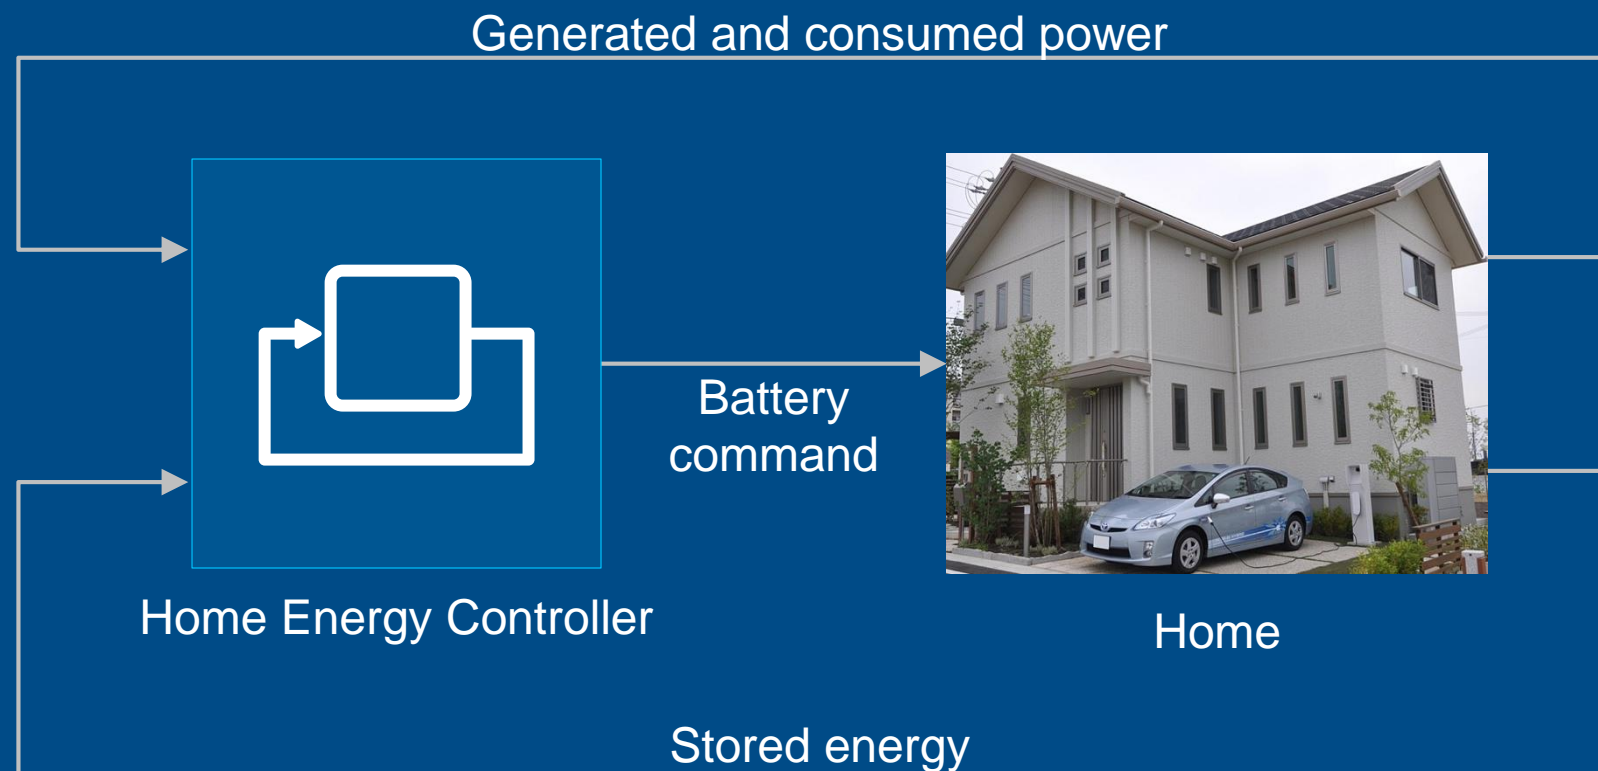 Generated and consumed power
Battery
command
Home Energy Controller
Home
Stored energy